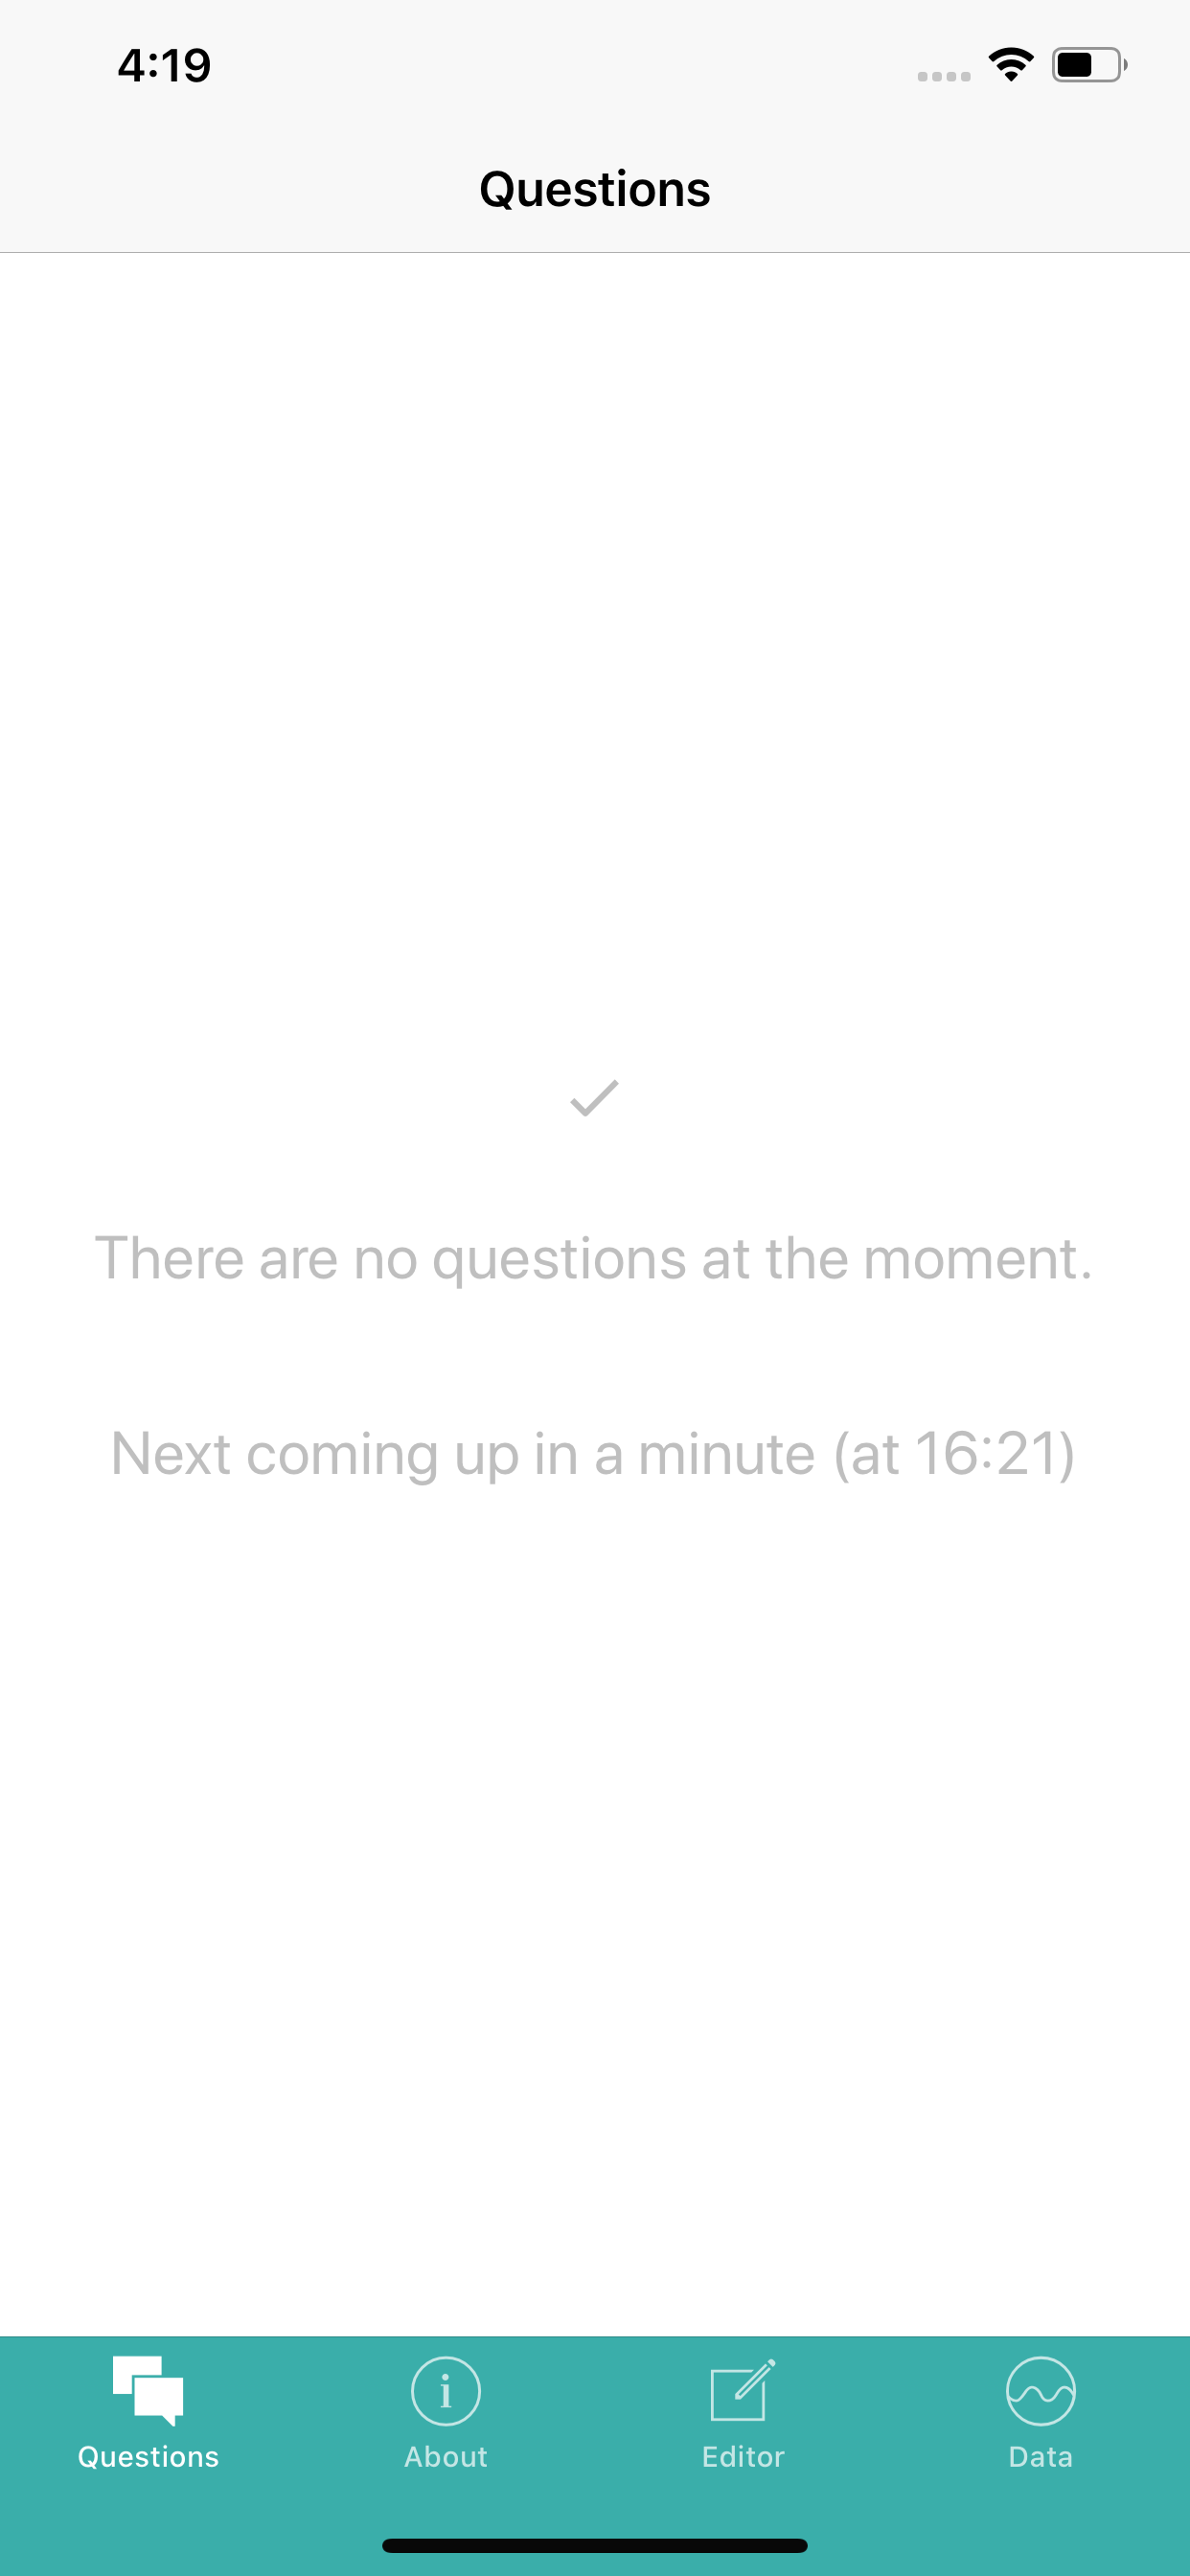 4:19
Questions
There are no questions at the moment.
Next coming up in a minute (at 16:21)
Questions
About
Editor
Data